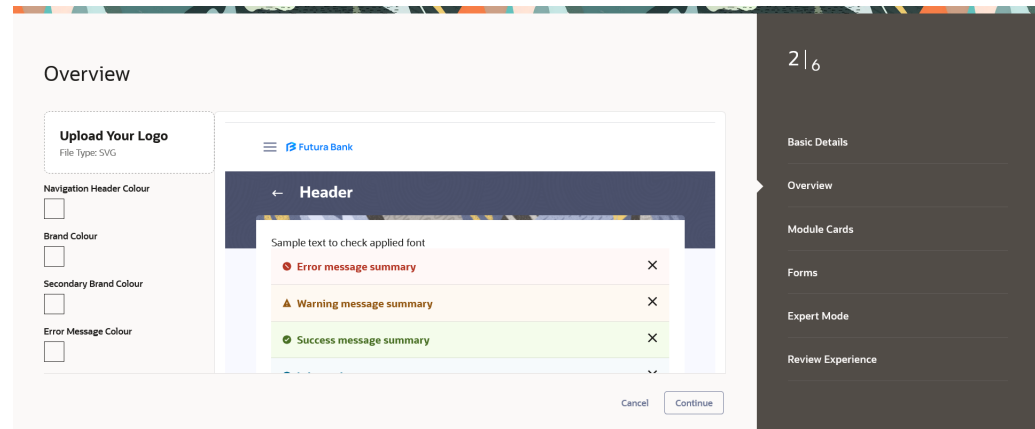 Overview
Upload Your Logo
File Type: SVG
Navigation Header Colour
Brand Colour
Secondary Brand Colour
Error Message Colour
Futura Bank
Header
Sample text to check applied font
Error message summary
Warning message summary
Success message summary
Cancel
Continue
2|6
Basic Details
Overview
Module Cards
Forms
Expert Mode
Review Experience